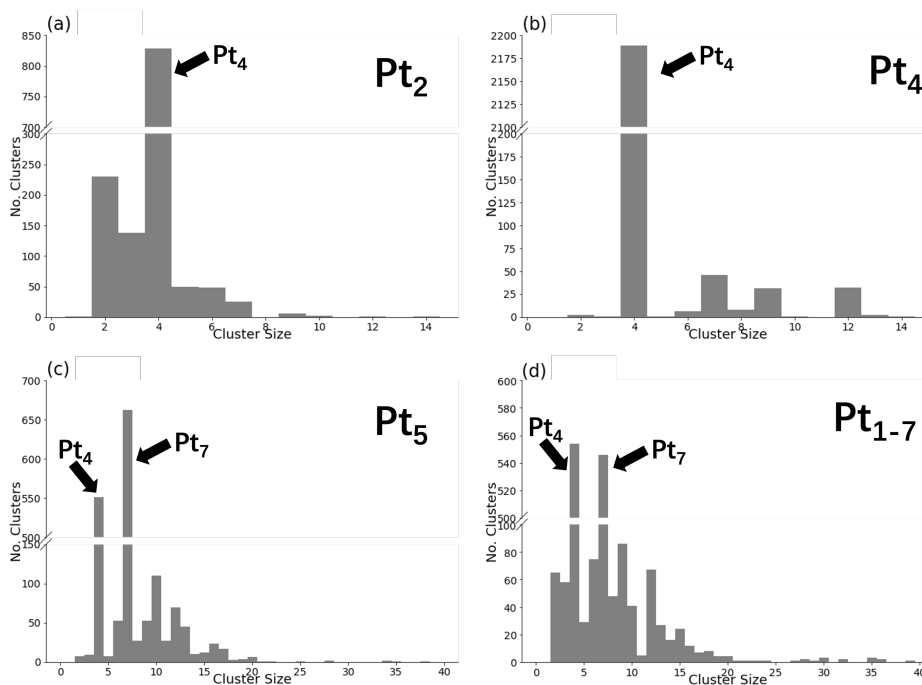 (a)
Pt2
Pt4
No. Clusters
850
800
750
700
300
250
200
150
100
50
0
0 2 4 6 8 10 12 14
Cluster Size
(b)
Pt4
Pt4
No. Clusters
2200
2175
2150
2125
2100
200
175
150
125
100
75
50
25
0
0 2 4 6 8 10 12 14
Cluster Size
(c)
Pt5
Pt4
Pt7
No. Clusters
700
650
600
550
500
150
100
50
0
0 5 10 15 20 25 30 35 40
Cluster Size
(d)
Pt1-7
Pt4
Pt7
No. Clusters
600
580
560
540
520
500
100
80
60
40
20
0
0 5 10 15 20 25 30 35 40
Cluster Size